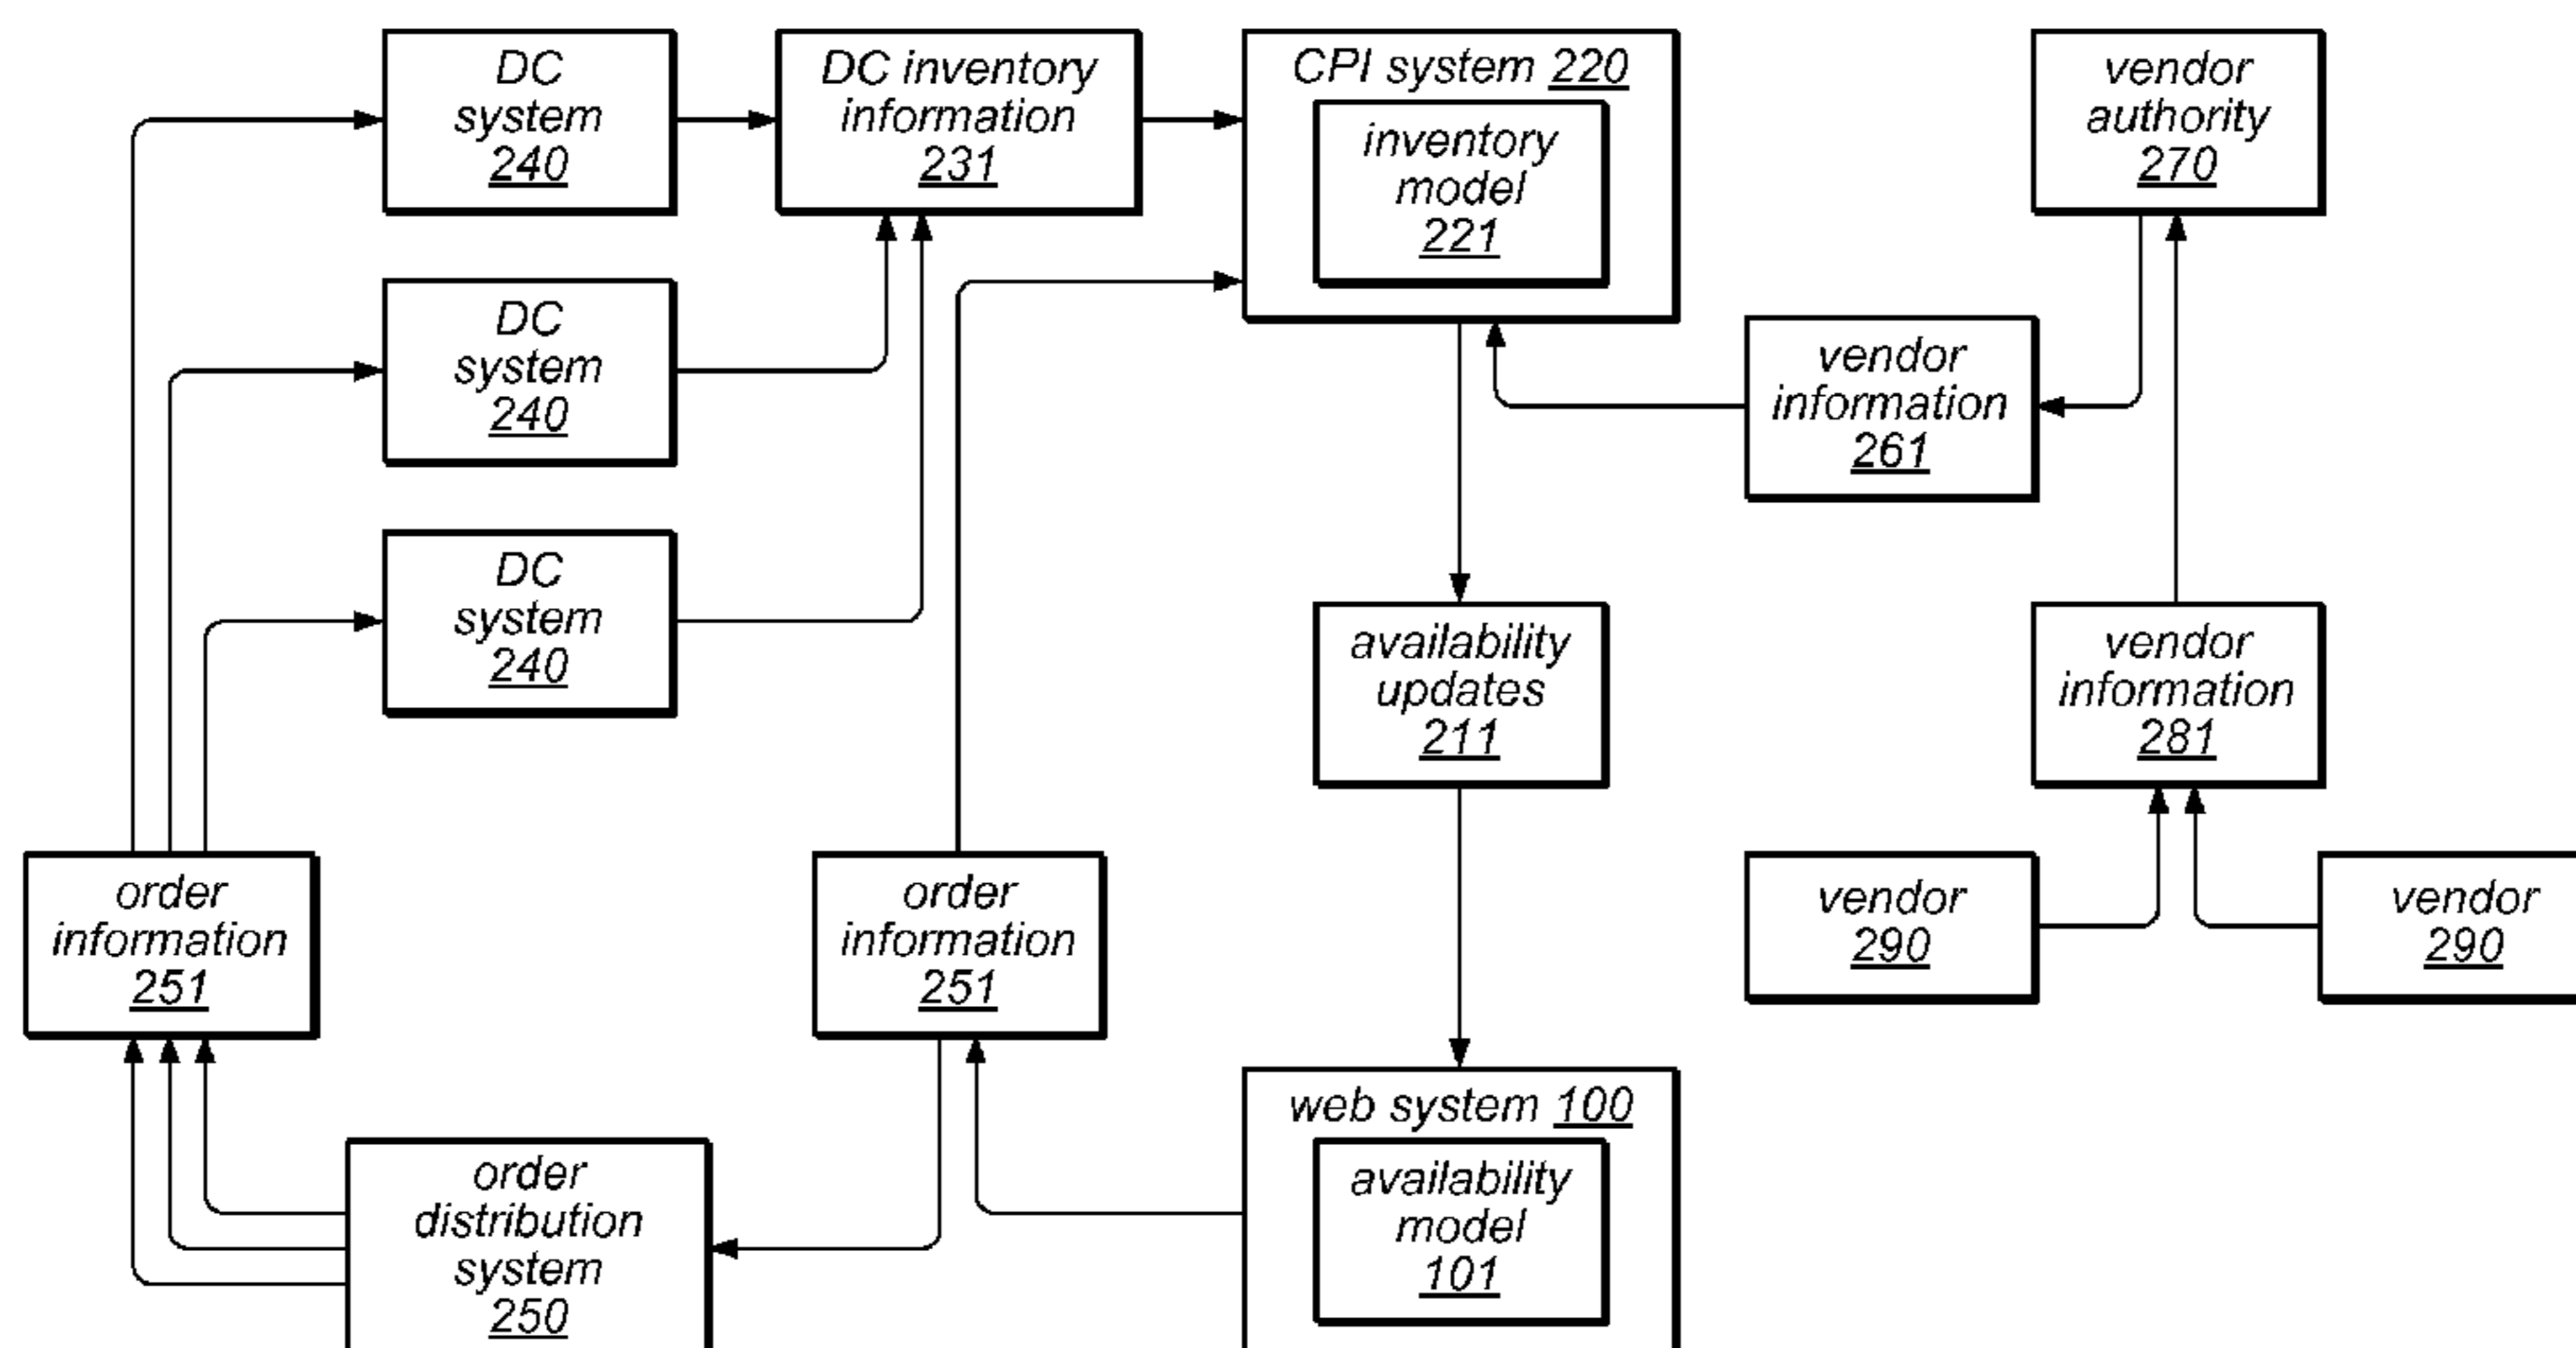 DC
system
240
DC inventory
information
231
CPI system 220
inventory
model
221
vendor
authority
270
DC
system
240
vendor
information
261
DC
system
240
availability
updates
211
vendor
information
281
order
information
251
order
information
251
vendor
290
vendor
290
order
distribution
system
250
web system 100
availability
model
101